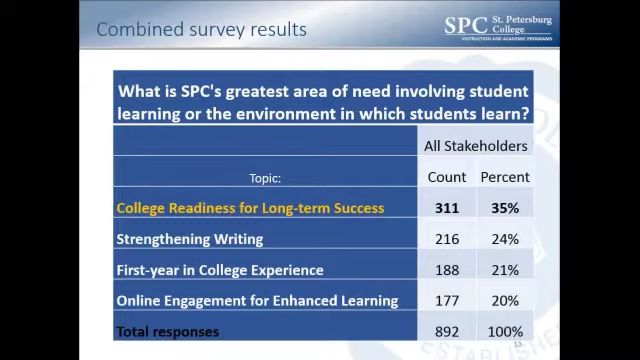 Combined survey results
SPC St. Petersburg
College
INSTRUCTION AND ACADEMIC PROGRAMS
What is SPC's greatest area of need involving student
learning or the environment in which students learn?
All Stakeholders
Topic: Count Percent
College Readiness for Long-term Success 311 35%
Strengthening Writing 216 24%
First-year in College Experience 188 21%
Online Engagement for Enhanced Learning 177 20%
Total responses 892 100%
13